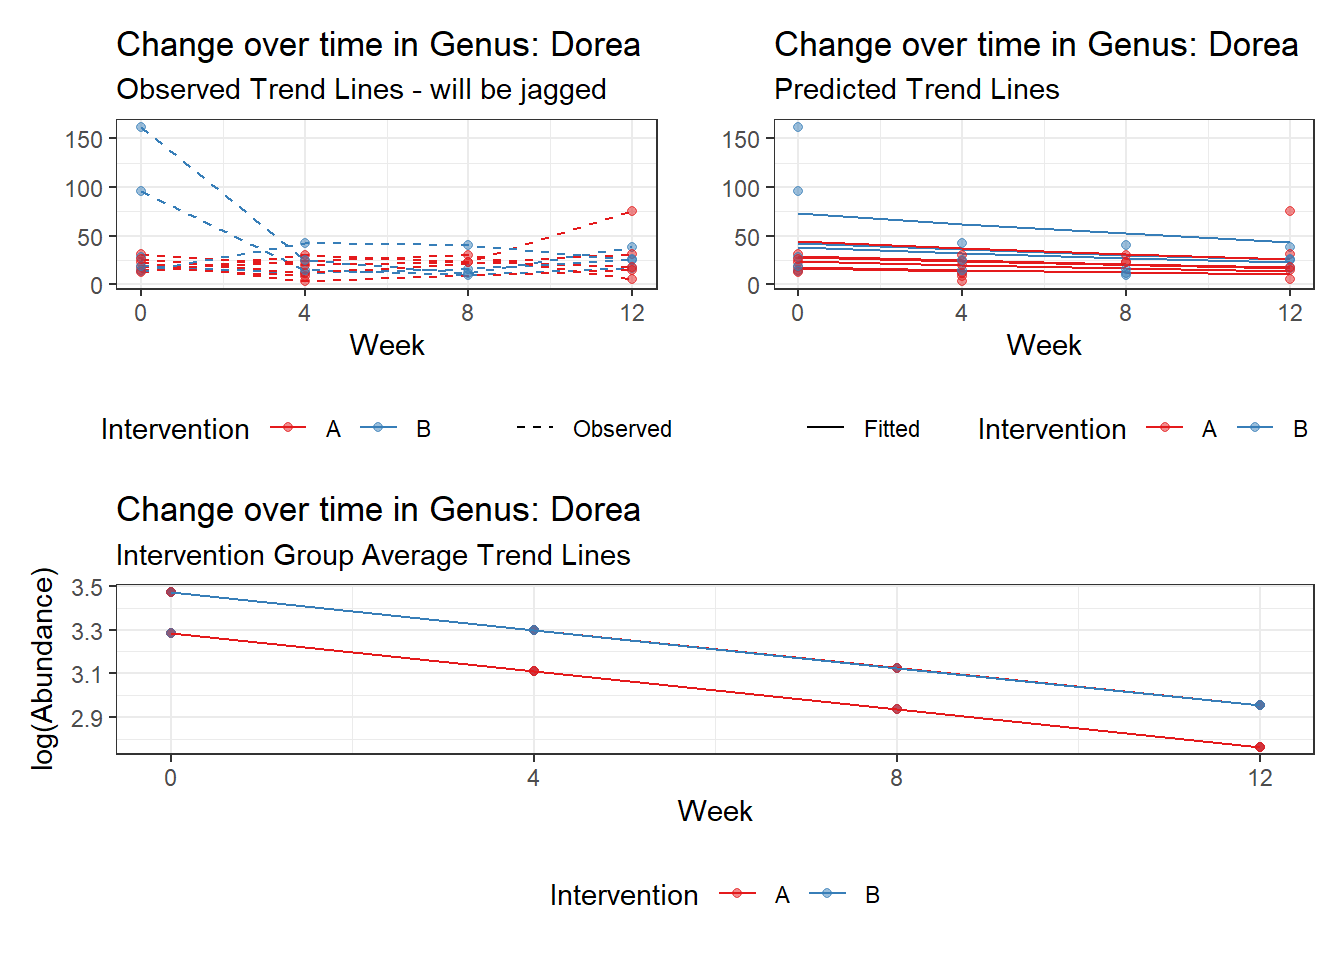 Change over time in Genus: Dorea
Observed Trend Lines - will be jagged
150
100
50
0
0 4 8 12
Week
Intervention A B Observed
Change over time in Genus: Dorea
Predicted Trend Lines
150
100
50
0
0 4 8 12
Week
Fitted Intervention A B
Change over time in Genus: Dorea
Intervention Group Average Trend Lines
log(Abundance)
3.5
3.3
3.1
2.9
0 4 8 12
Week
Intervention A B